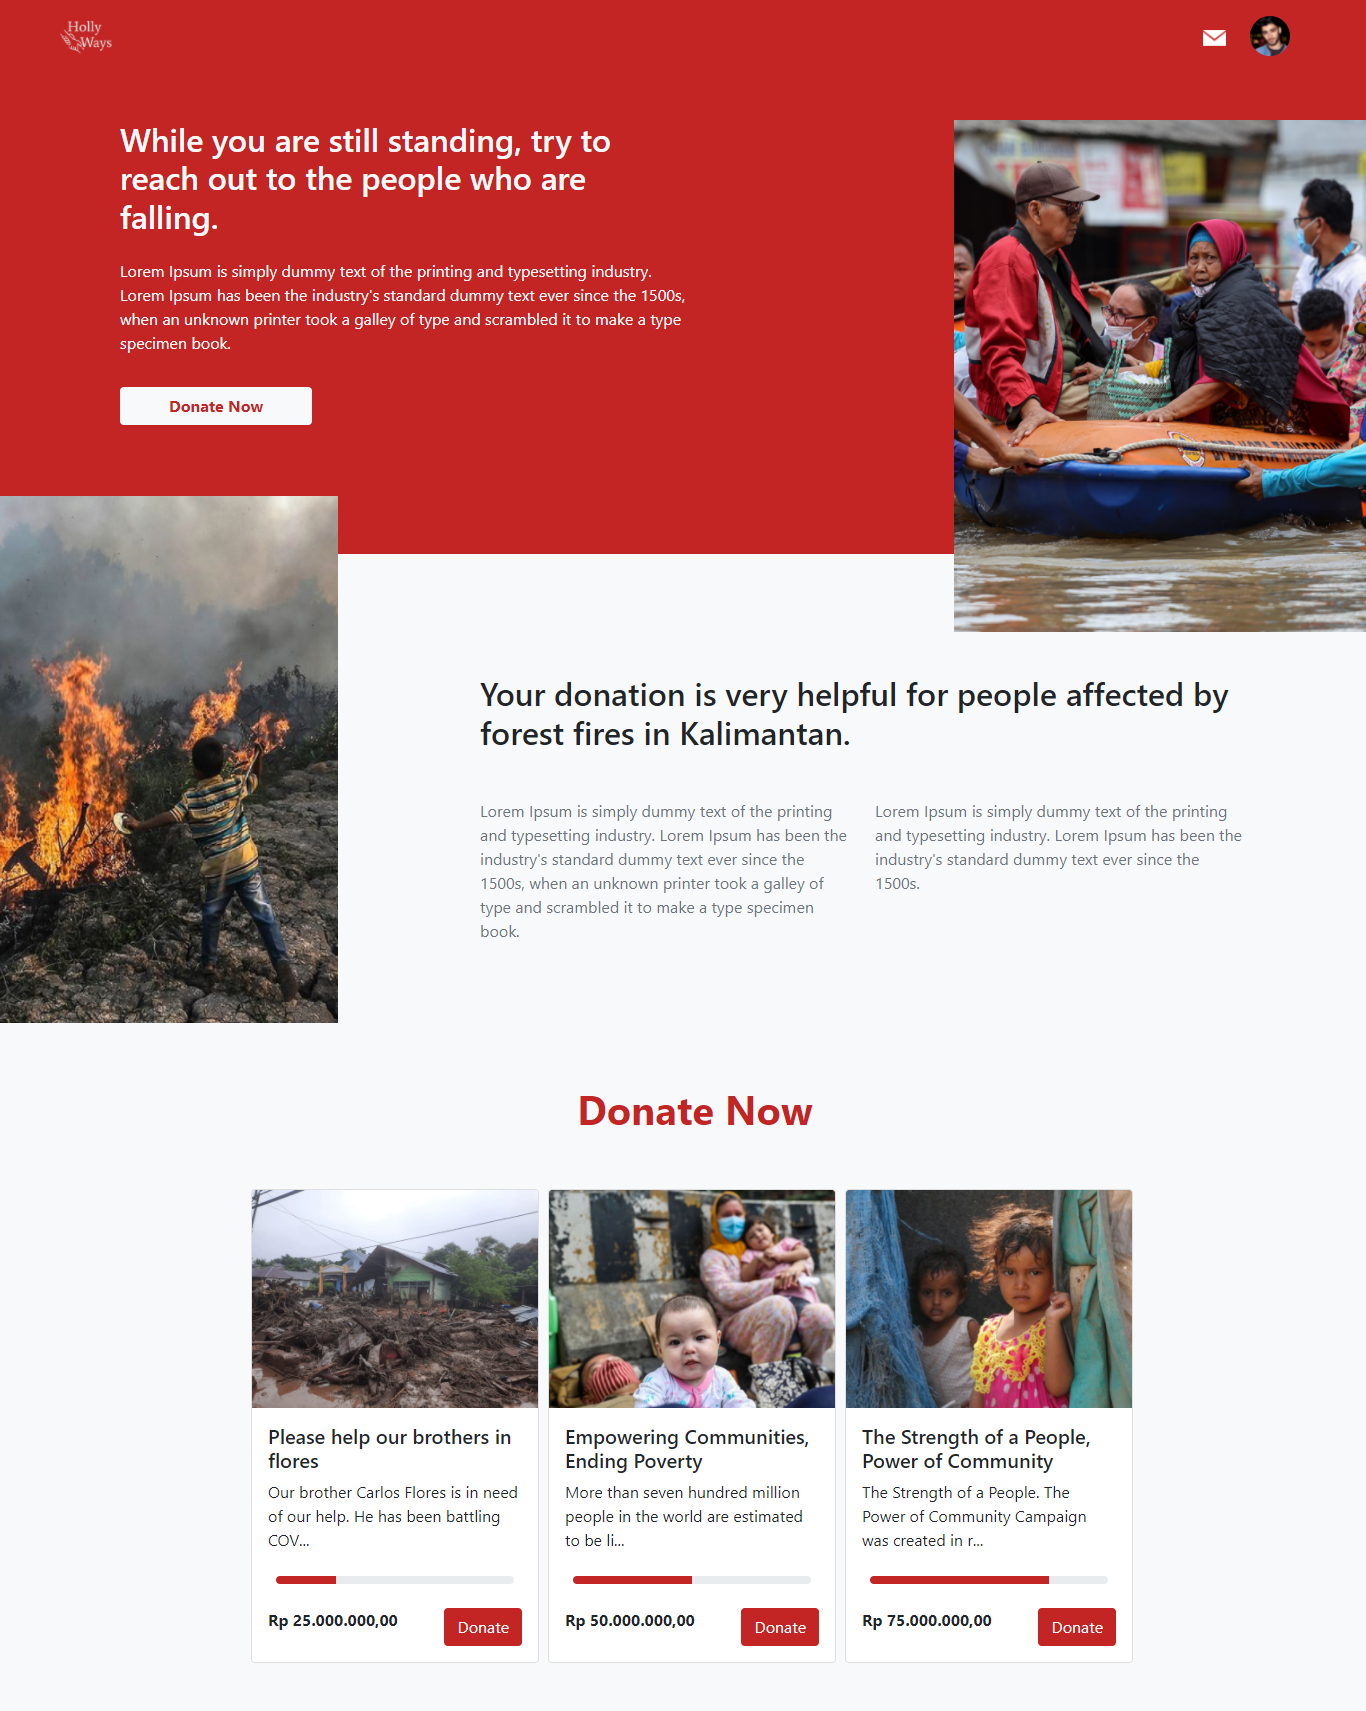 Holly
Ways
While you are still standing, try to
reach out to the people who are
falling.
Lorem Ipsum is simply dummy text of the printing and typesetting industry.
Lorem Ipsum has been the industry's standard dummy text ever since the 1500s,
when an unknown printer took a galley of type and scrambled it to make a type
specimen book.
Donate Now
Your donation is very helpful for people affected by
forest fires in Kalimantan.
Lorem Ipsum is simply dummy text of the printing
and typesetting industry. Lorem Ipsum has been the
industry's standard dummy text ever since the
1500s, when an unknown printer took a galley of
type and scrambled it to make a type specimen
book.
Lorem Ipsum is simply dummy text of the printing
and typesetting industry. Lorem Ipsum has been the
industry's standard dummy text ever since the
1500s.
Donate Now
Please help our brothers in
flores
Our brother Carlos Flores is in need
of our help. He has been battling
COV...
Rp 25.000.000,00
Donate
Empowering Communities,
Ending Poverty
More than seven hundred million
people in the world are estimated
to be li...
Rp 50.000.000,00
Donate
The Strength of a People,
Power of Community
The Strength of a People. The
Power of Community Campaign
was created in r...
Rp 75.000.000,00
Donate